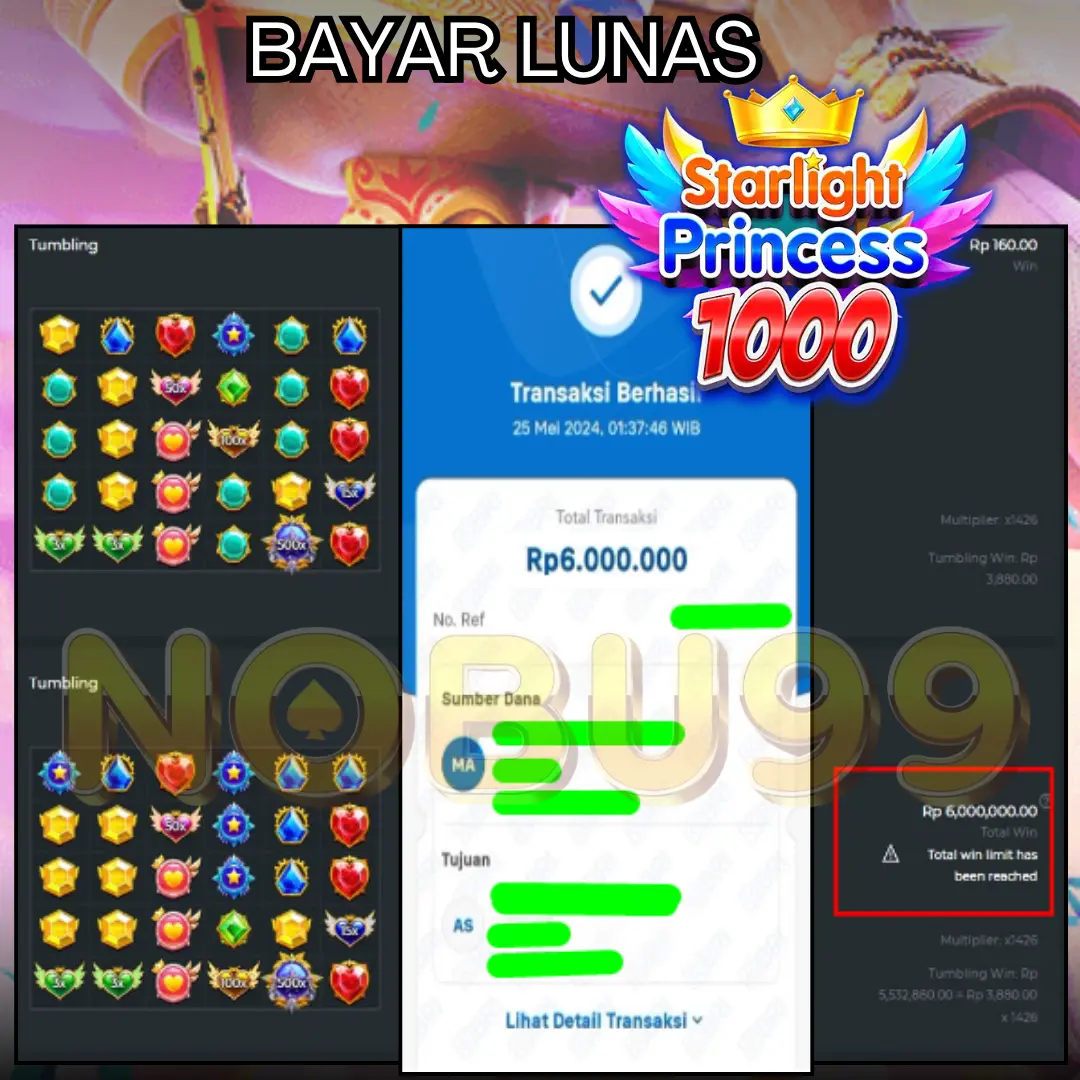 BAYAR LUNAS
Starlight
Princess
1000
Tumbling
50x
100x
15x
3x
3x
500x
Transaksi Berhasil
25 Mei 2024, 01:37:46 WIB
Total Transaksi
Rp6.000.000
No. Ref
Sumber Dana
MA
Tujuan
AS
Lihat Detail Transaksi
Rp 160.00
Win
Multiplier: x1426
Tumbling Win: Rp
3,880.00
NOBU99
Tumbling
50x
15x
3x
3x
100x
500x
Rp 6,000,000.00
Total Win
Total win limit has
been reached
Multiplier: x1426
Tumbling Win: Rp
5,532,880.00 = Rp 3,880.00
x 1426